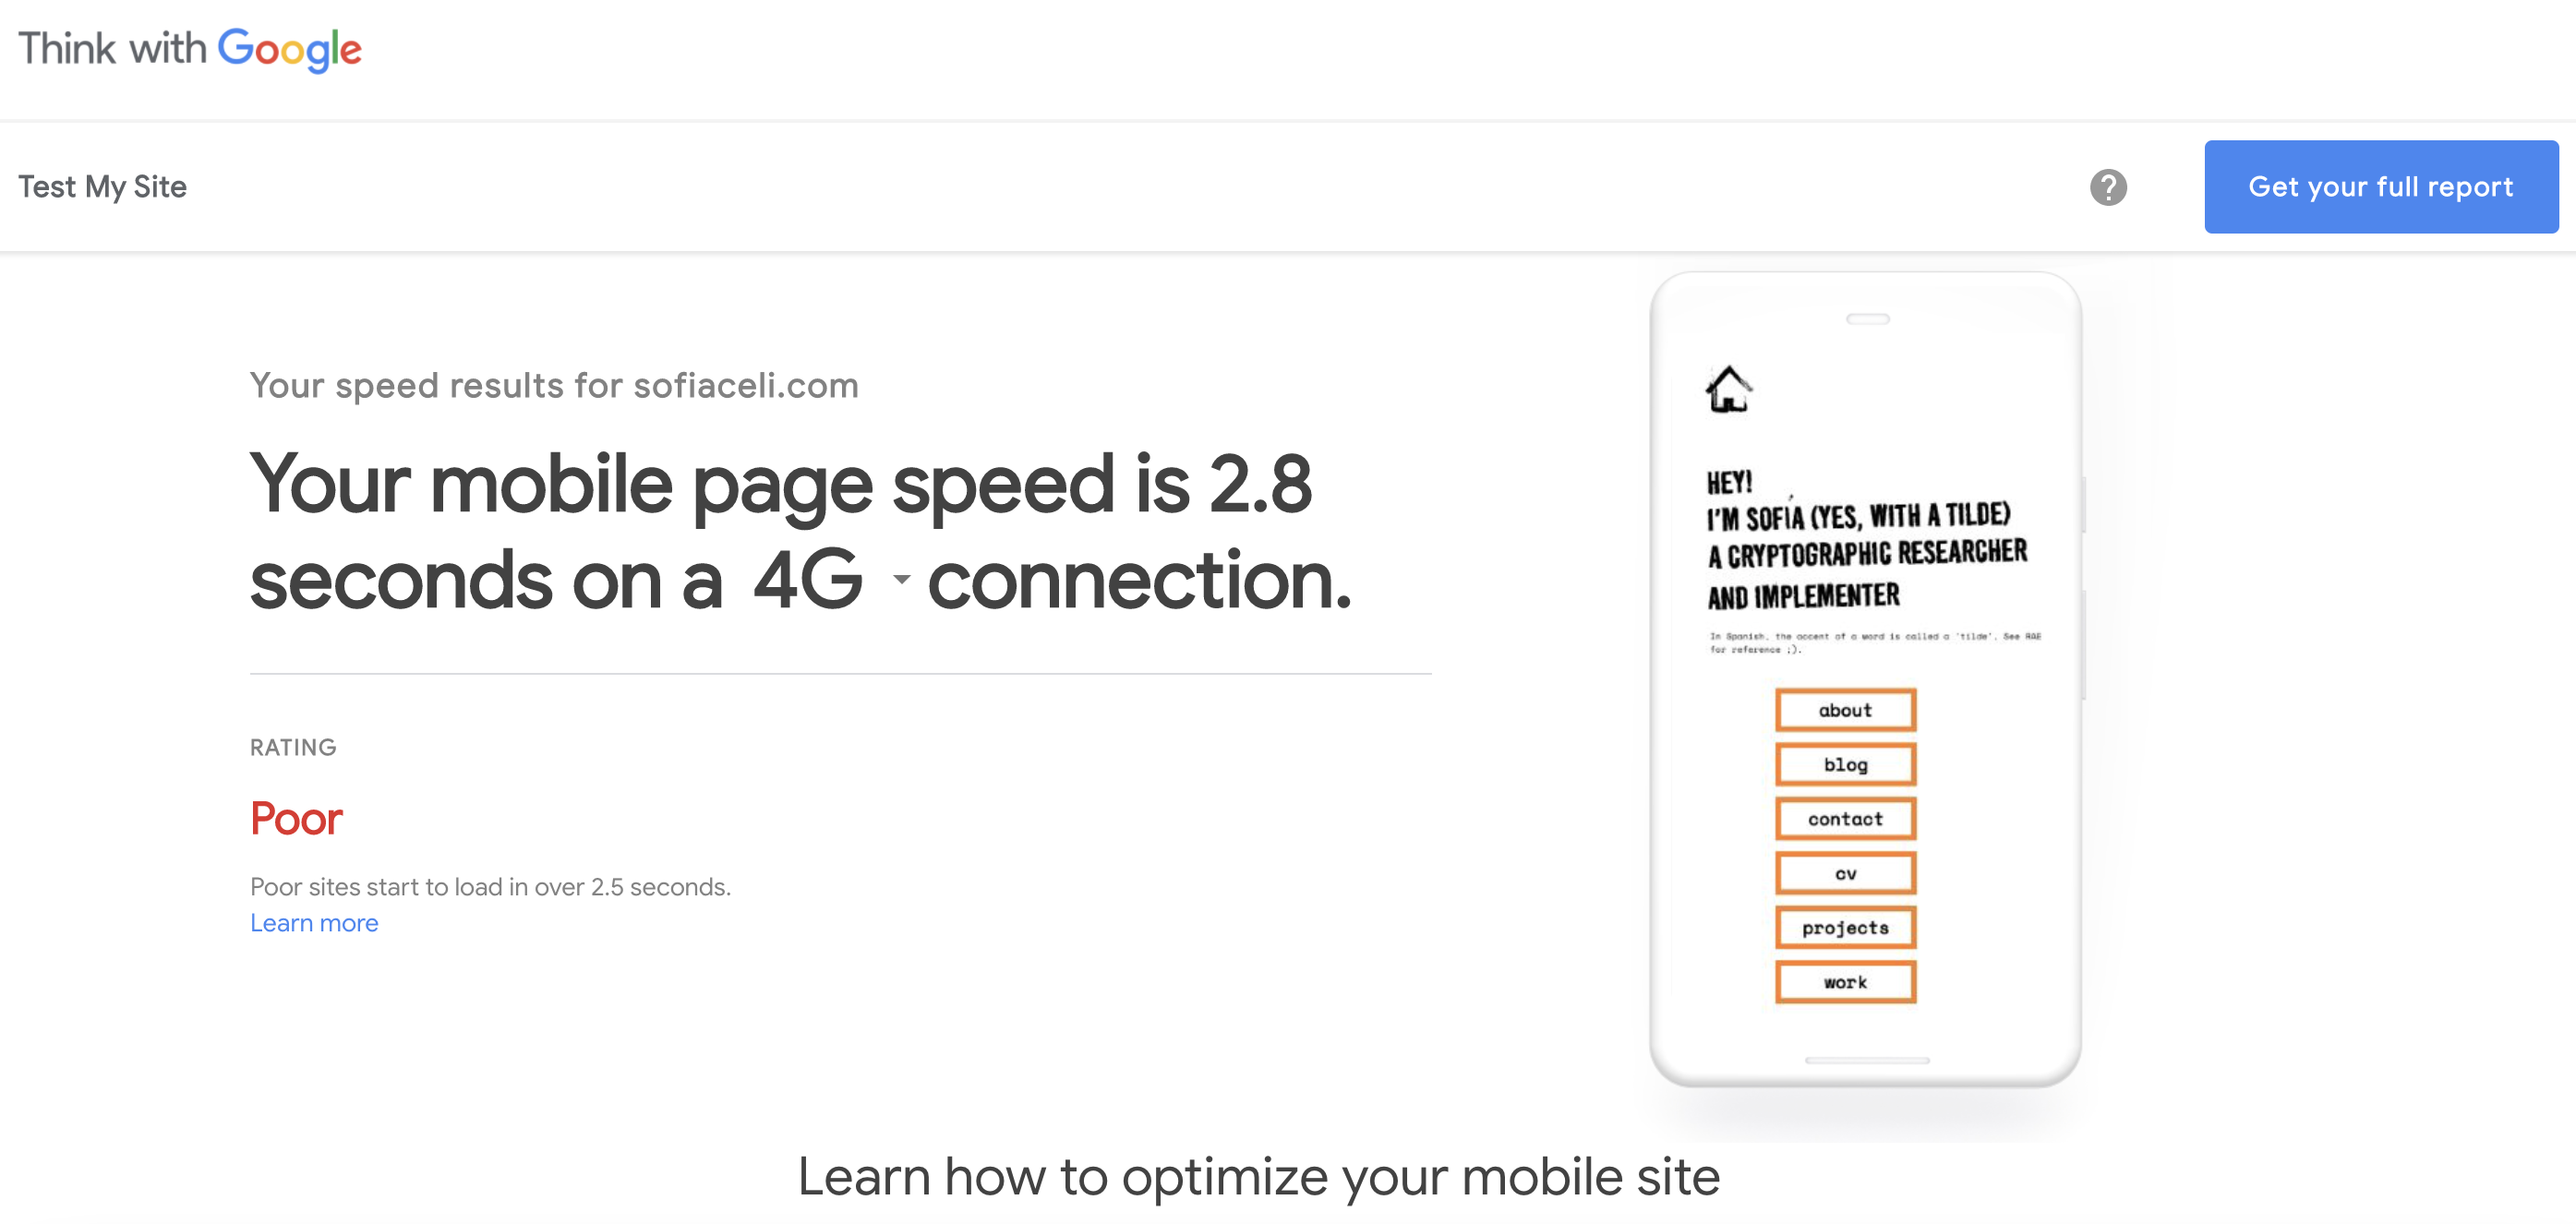 Think with Google
Test My Site
?
Get your full report
Your speed results for sofiaceli.com
Your mobile page speed is 2.8
seconds on a 4G connection.
RATING
Poor
Poor sites start to load in over 2.5 seconds.
Learn more
HEY!
I'M SOFÍA (YES, WITH A TILDE)
A CRYPTOGRAPHIC RESEARCHER
AND IMPLEMENTER
In Spanish, the accent of a word is called a 'tilde'. See RAE
for reference ;).
about
blog
contact
cv
projects
work
Learn how to optimize your mobile site